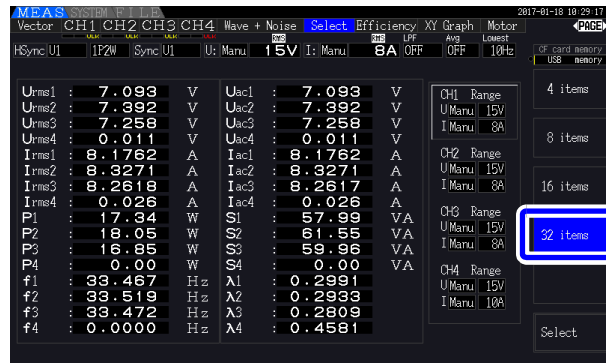 MEAS SYSTEM FILE 2017-01-18 10:29:17
Vector CH1 CH2 CH3 CH4 Wave + Noise Select Efficiency XY Graph Motor PAGE
ULK ULK ULK ULK RMS RMS LPF Avg Lowest
HSync U1 1P2W Sync U1 U: Manu 15V I: Manu 8A OFF OFF 10Hz
CF card memory
USB memory
Urms1 : 7.093 V Uac1 : 7.093 V
Urms2 : 7.392 V Uac2 : 7.392 V
Urms3 : 7.258 V Uac3 : 7.258 V
Urms4 : 0.011 V Uac4 : 0.011 V
Irms1 : 8.1762 A Iac1 : 8.1762 A
Irms2 : 8.3271 A Iac2 : 8.3271 A
Irms3 : 8.2618 A Iac3 : 8.2617 A
Irms4 : 0.026 A Iac4 : 0.026 A
P1 : 17.34 W S1 : 57.99 VA
P2 : 18.05 W S2 : 61.55 VA
P3 : 16.85 W S3 : 59.96 VA
P4 : 0.00 W S4 : 0.00 VA
f1 : 33.467 Hz λ1 : 0.2991
f2 : 33.519 Hz λ2 : 0.2933
f3 : 33.472 Hz λ3 : 0.2809
f4 : 0.0000 Hz λ4 : 0.4581
CH1 Range
U Manu 15V
I Manu 8A
CH2 Range
U Manu 15V
I Manu 8A
CH3 Range
U Manu 15V
I Manu 8A
CH4 Range
U Manu 15V
I Manu 10A
4 items
8 items
16 items
32 items
Select